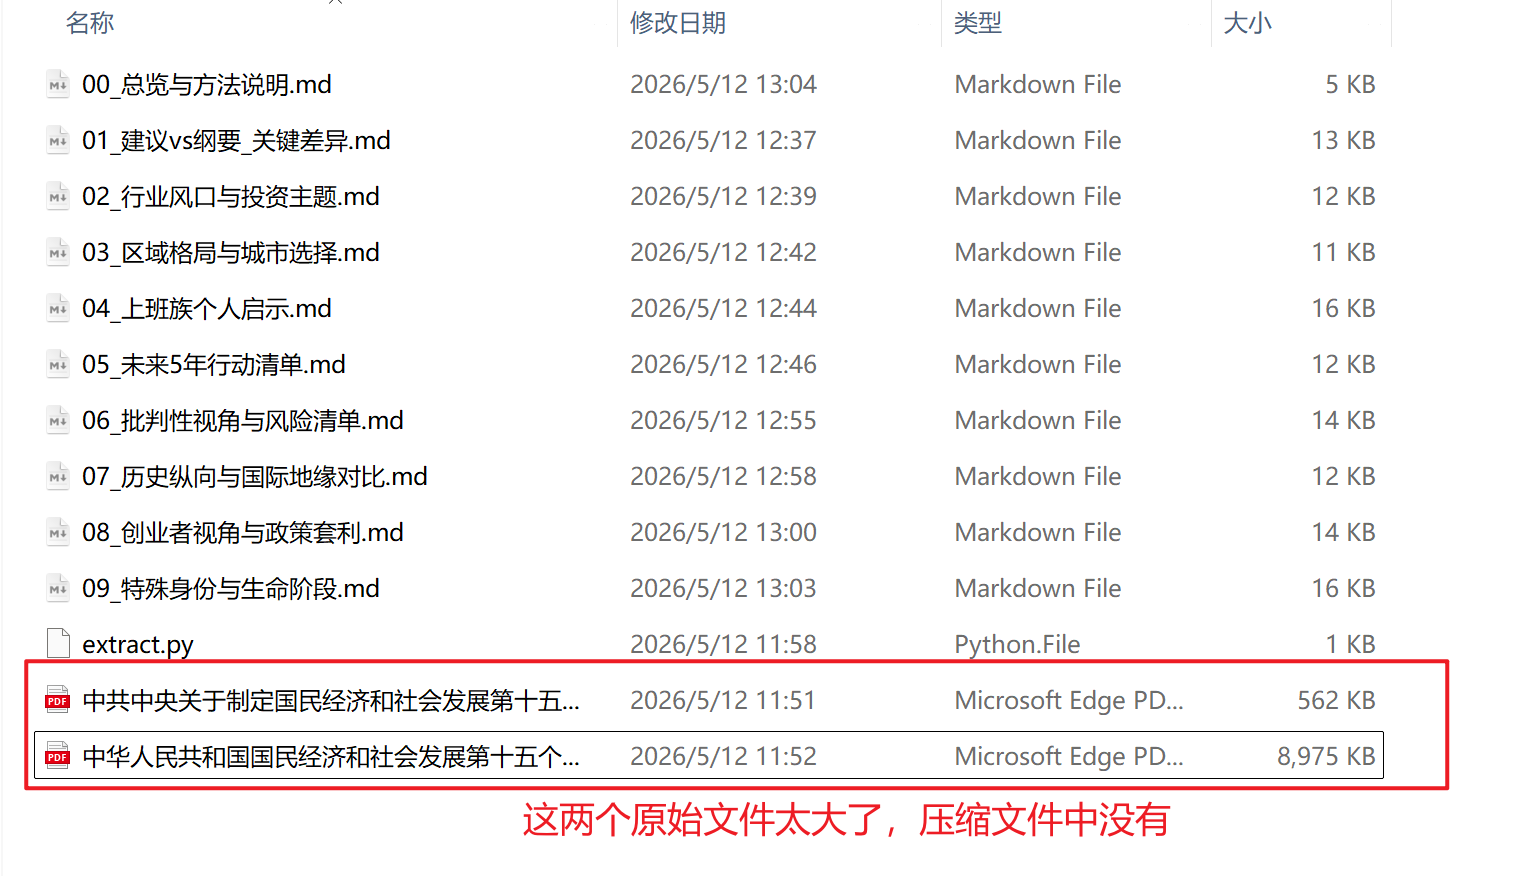 名称 修改日期 类型 大小
00_总览与方法说明.md 2026/5/12 13:04 Markdown File 5 KB
01_建议vs纲要_关键差异.md 2026/5/12 12:37 Markdown File 13 KB
02_行业风口与投资主题.md 2026/5/12 12:39 Markdown File 12 KB
03_区域格局与城市选择.md 2026/5/12 12:42 Markdown File 11 KB
04_上班族个人启示.md 2026/5/12 12:44 Markdown File 16 KB
05_未来5年行动清单.md 2026/5/12 12:46 Markdown File 12 KB
06_批判性视角与风险清单.md 2026/5/12 12:55 Markdown File 14 KB
07_历史纵向与国际地缘对比.md 2026/5/12 12:58 Markdown File 12 KB
08_创业者视角与政策套利.md 2026/5/12 13:00 Markdown File 14 KB
09_特殊身份与生命阶段.md 2026/5/12 13:03 Markdown File 16 KB
extract.py 2026/5/12 11:58 Python.File 1 KB
PDF 中共中央关于制定国民经济和社会发展第十五... 2026/5/12 11:51 Microsoft Edge PD... 562 KB
PDF 中华人民共和国国民经济和社会发展第十五个... 2026/5/12 11:52 Microsoft Edge PD... 8,975 KB
这两个原始文件太大了，压缩文件中没有